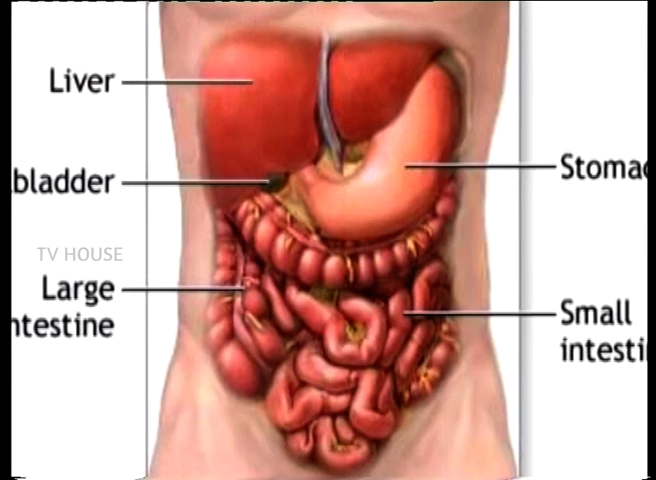 Liver
bladder
TV HOUSE
Large
ntestine
Stomac
Small
intesti